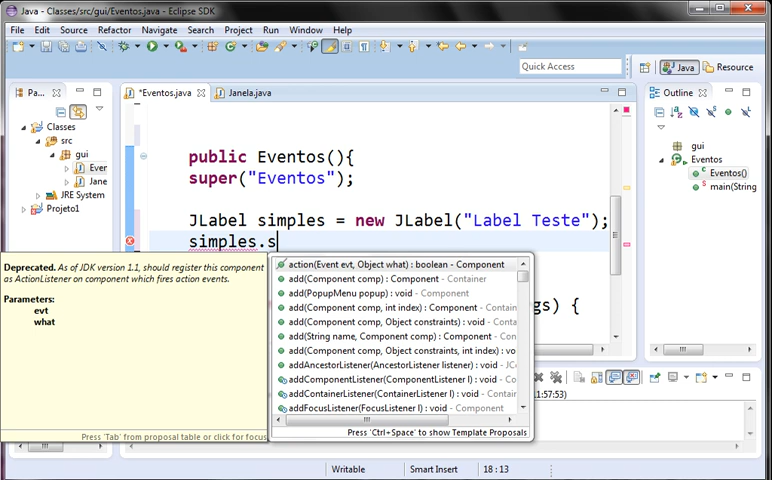 Java - Classes/src/gui/Eventos.java - Eclipse SDK
File Edit Source Refactor Navigate Search Project Run Window Help
Quick Access
Java
Resource
Pa...
*Eventos.java
Janela.java
Outline
Classes
src
gui
Ever
Jane
JRE System
Projeto1
public Eventos(){
super("Eventos");
JLabel simples = new JLabel("Label Teste");
simples.s
gs) {
gui
Eventos
Eventos()
main(String
Deprecated. As of JDK version 1.1, should register this component
as ActionListener on component which fires action events.
Parameters:
evt
what
Press 'Tab' from proposal table or click for focus
action(Event evt, Object what) : boolean - Component
add(Component comp) : Component - Container
add(PopupMenu popup) : void - Component
add(Component comp, int index) : Component - Contain
add(Component comp, Object constraints) : void - Conta
add(String name, Component comp) : Component - Cont
add(Component comp, Object constraints, int index) : vo
addAncestorListener(AncestorListener listener) : void - JC
addComponentListener(ComponentListener l) : void - Co
addContainerListener(ContainerListener l) : void - Contai
addFocusListener(FocusListener l) : void - Component
Press 'Ctrl+Space' to show Template Proposals
11:57:53)
Writable
Smart Insert
18 : 13